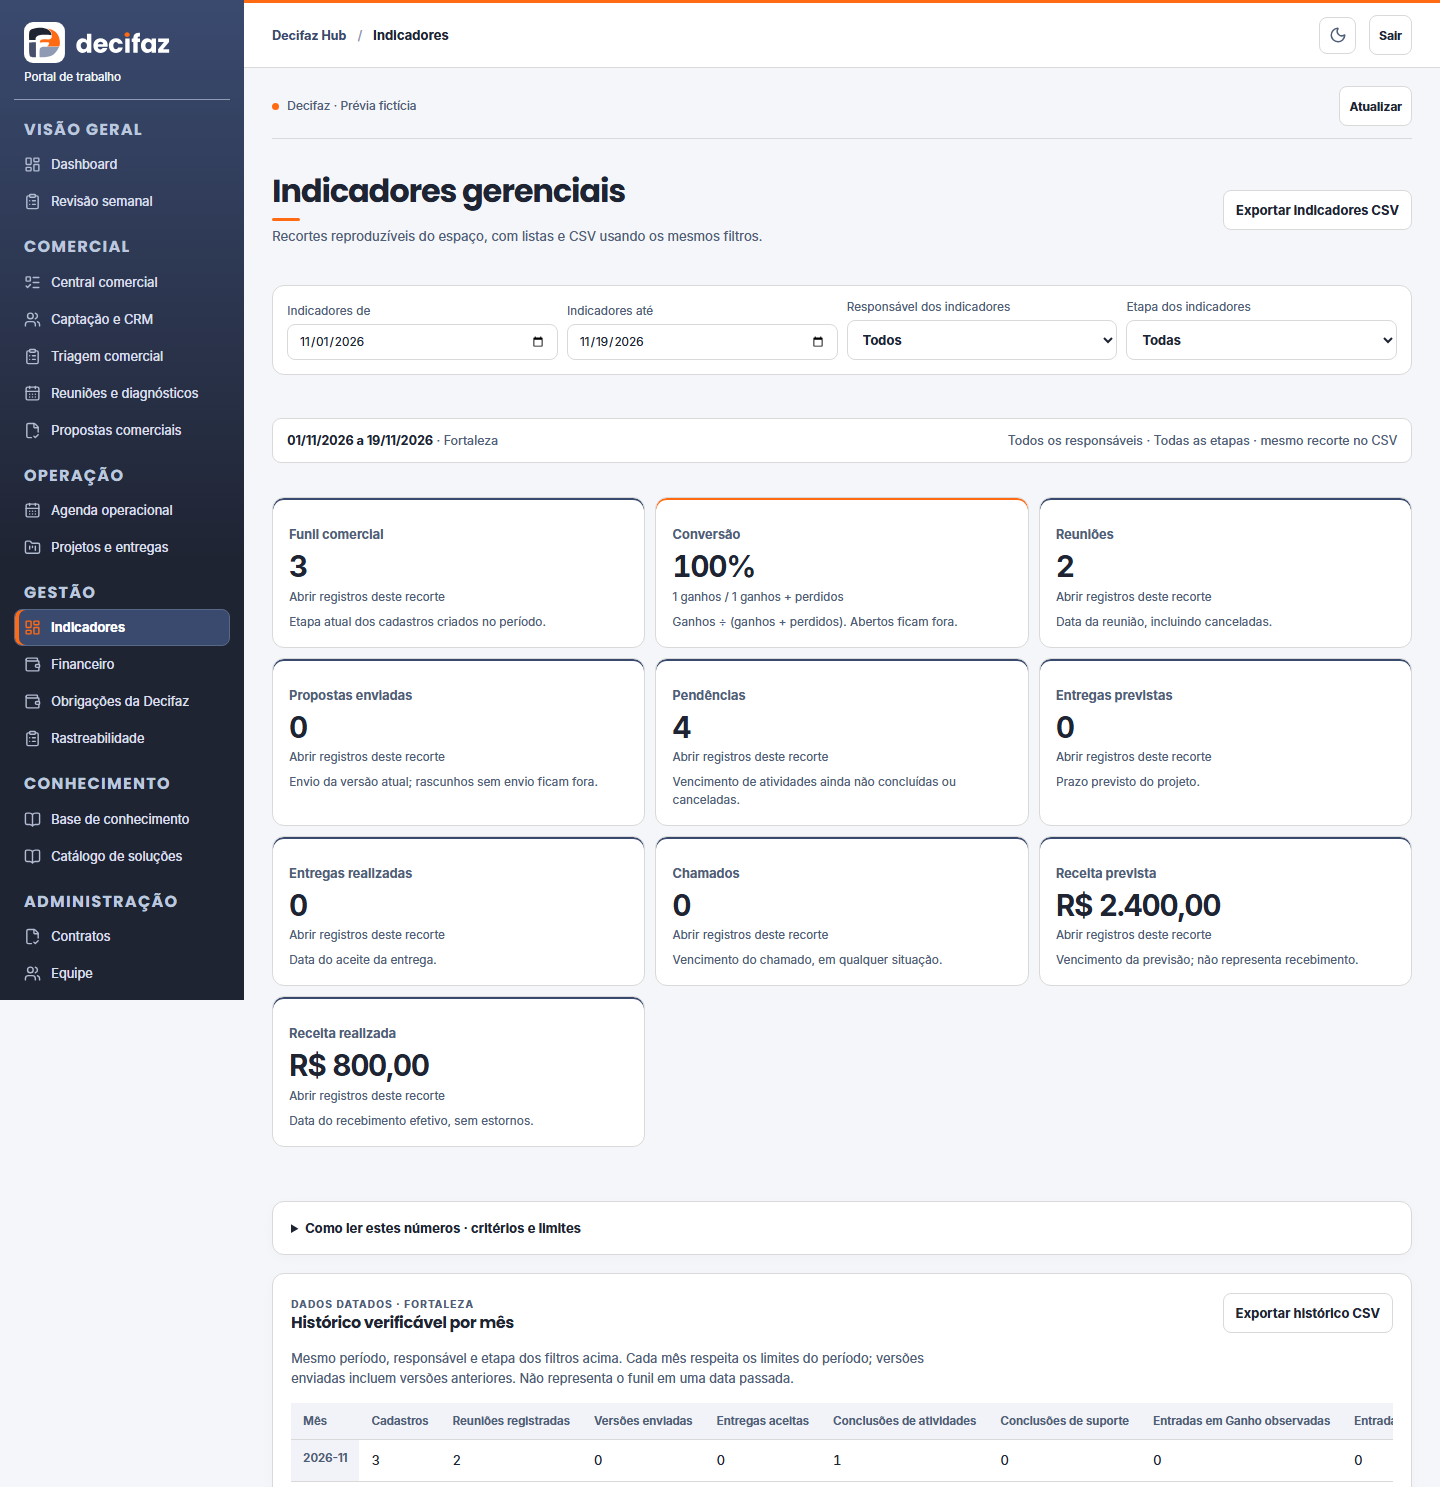 decifaz
Portal de trabalho
VISÃO GERAL
Dashboard
Revisão semanal
COMERCIAL
Central comercial
Captação e CRM
Triagem comercial
Reuniões e diagnósticos
Propostas comerciais
OPERAÇÃO
Agenda operacional
Projetos e entregas
GESTÃO
Indicadores
Financeiro
Obrigações da Decifaz
Rastreabilidade
CONHECIMENTO
Base de conhecimento
Catálogo de soluções
ADMINISTRAÇÃO
Contratos
Equipe
Decifaz Hub / Indicadores
Sair
Decifaz · Prévia fictícia
Atualizar
Indicadores gerenciais
Recortes reproduzíveis do espaço, com listas e CSV usando os mesmos filtros.
Exportar indicadores CSV
Indicadores de
11/01/2026
Indicadores até
11/19/2026
Responsável dos indicadores
Todos
Etapa dos indicadores
Todas
01/11/2026 a 19/11/2026 · Fortaleza
Todos os responsáveis · Todas as etapas · mesmo recorte no CSV
Funil comercial
3
Abrir registros deste recorte
Etapa atual dos cadastros criados no período.
Conversão
100%
1 ganhos / 1 ganhos + perdidos
Ganhos ÷ (ganhos + perdidos). Abertos ficam fora.
Reuniões
2
Abrir registros deste recorte
Data da reunião, incluindo canceladas.
Propostas enviadas
0
Abrir registros deste recorte
Envio da versão atual; rascunhos sem envio ficam fora.
Pendências
4
Abrir registros deste recorte
Vencimento de atividades ainda não concluídas ou
canceladas.
Entregas previstas
0
Abrir registros deste recorte
Prazo previsto do projeto.
Entregas realizadas
0
Abrir registros deste recorte
Data do aceite da entrega.
Chamados
0
Abrir registros deste recorte
Vencimento do chamado, em qualquer situação.
Receita prevista
R$ 2.400,00
Abrir registros deste recorte
Vencimento da previsão; não representa recebimento.
Receita realizada
R$ 800,00
Abrir registros deste recorte
Data do recebimento efetivo, sem estornos.
Como ler estes números · critérios e limites
DADOS DATADOS · FORTALEZA
Histórico verificável por mês
Exportar histórico CSV
Mesmo período, responsável e etapa dos filtros acima. Cada mês respeita os limites do período; versões
enviadas incluem versões anteriores. Não representa o funil em uma data passada.
Mês Cadastros Reuniões registradas Versões enviadas Entregas aceitas Conclusões de atividades Conclusões de suporte Entradas em Ganho observadas Entrada
2026-11 3 2 0 0 1 0 0 0